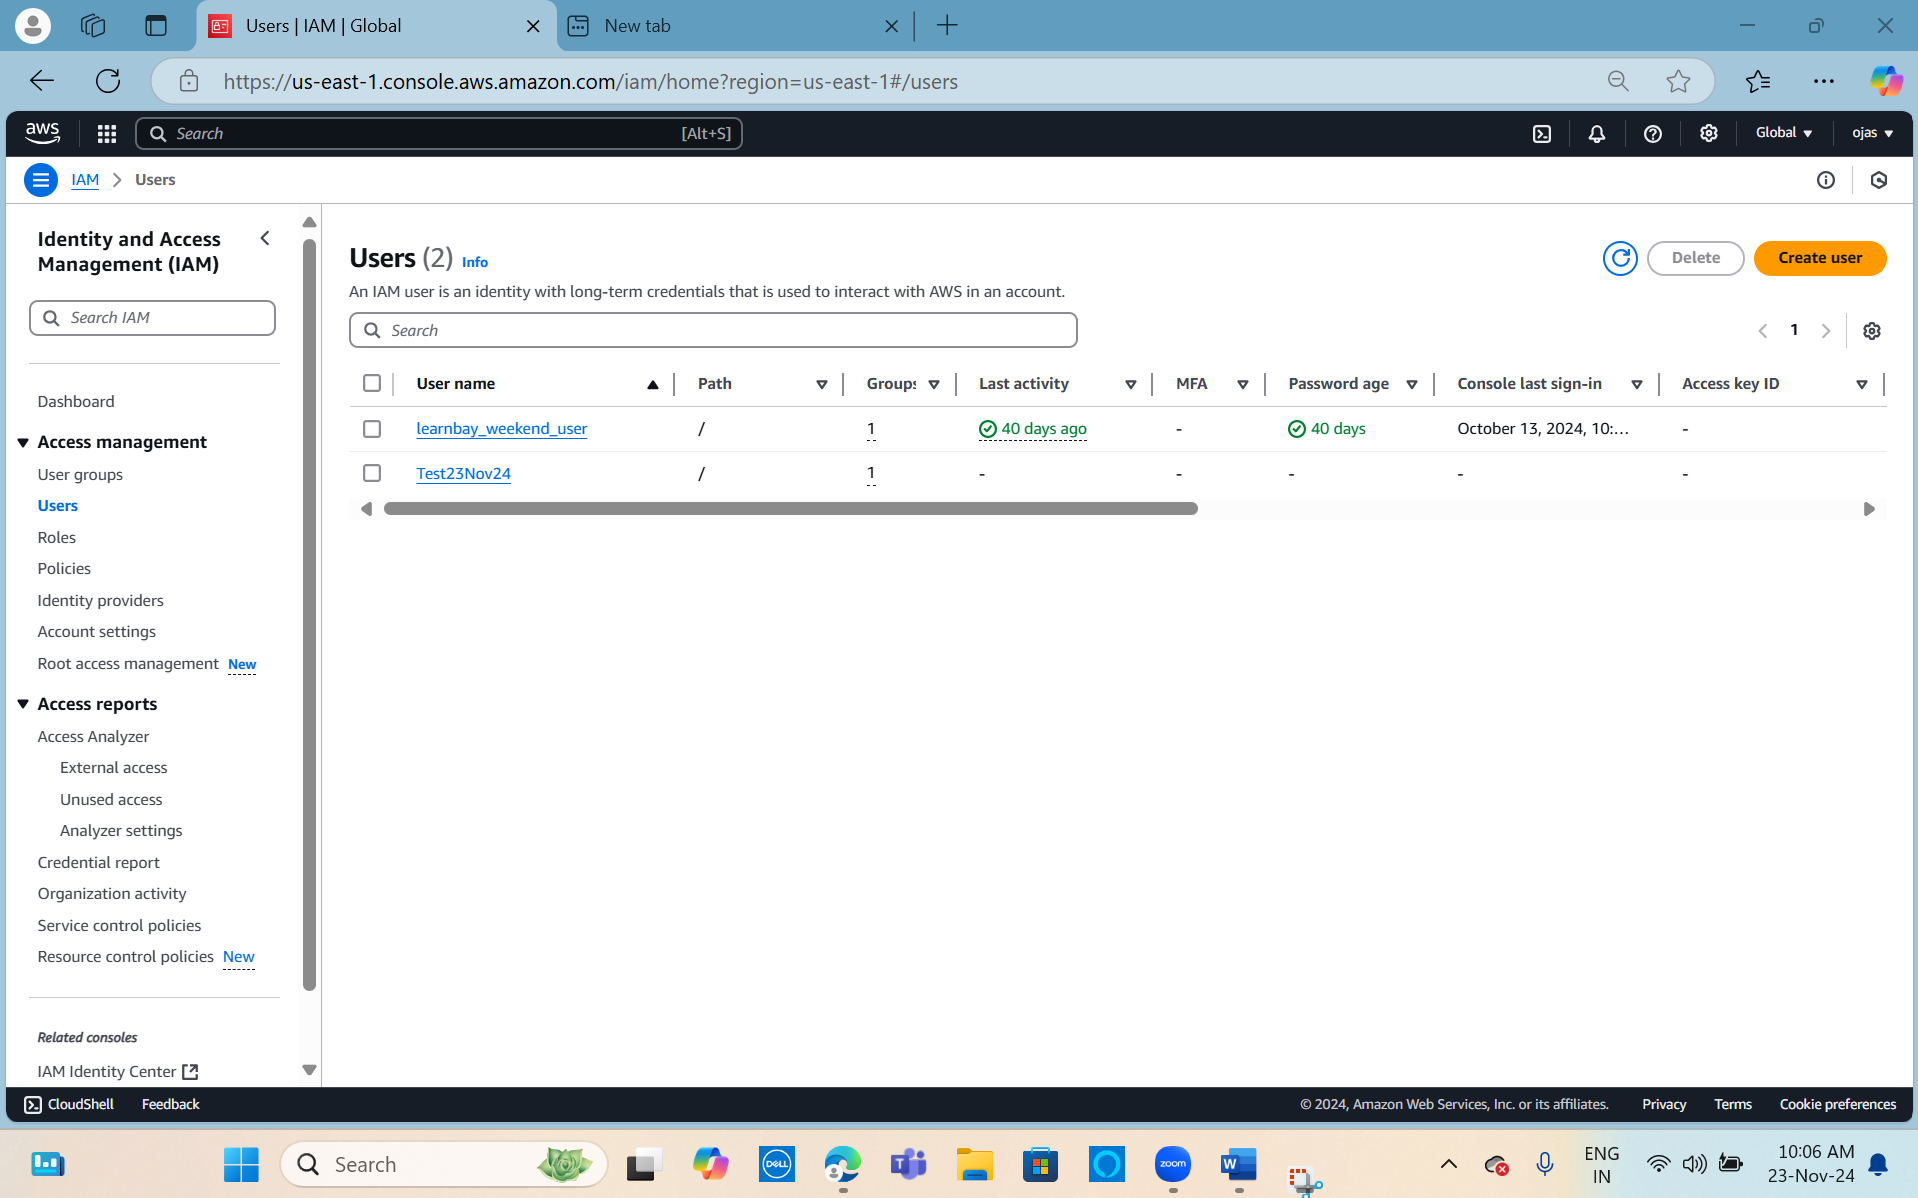 Users | IAM | Global
New tab
https://us-east-1.console.aws.amazon.com/iam/home?region=us-east-1#/users
aws
Search
[Alt+S]
Global
ojas
IAM > Users
Identity and Access
Management (IAM)
Search IAM
Dashboard
Access management
User groups
Users
Roles
Policies
Identity providers
Account settings
Root access management New
Access reports
Access Analyzer
External access
Unused access
Analyzer settings
Credential report
Organization activity
Service control policies
Resource control policies New
Related consoles
IAM Identity Center
Users (2) Info
Delete
Create user
An IAM user is an identity with long-term credentials that is used to interact with AWS in an account.
Search
1
User name Path Groups Last activity MFA Password age Console last sign-in Access key ID
learnbay_weekend_user / 1 40 days ago - 40 days October 13, 2024, 10:... -
Test23Nov24 / 1 - - - - -
CloudShell Feedback © 2024, Amazon Web Services, Inc. or its affiliates. Privacy Terms Cookie preferences
Search
DELL
zoom
W
ENG
IN
10:06 AM
23-Nov-24